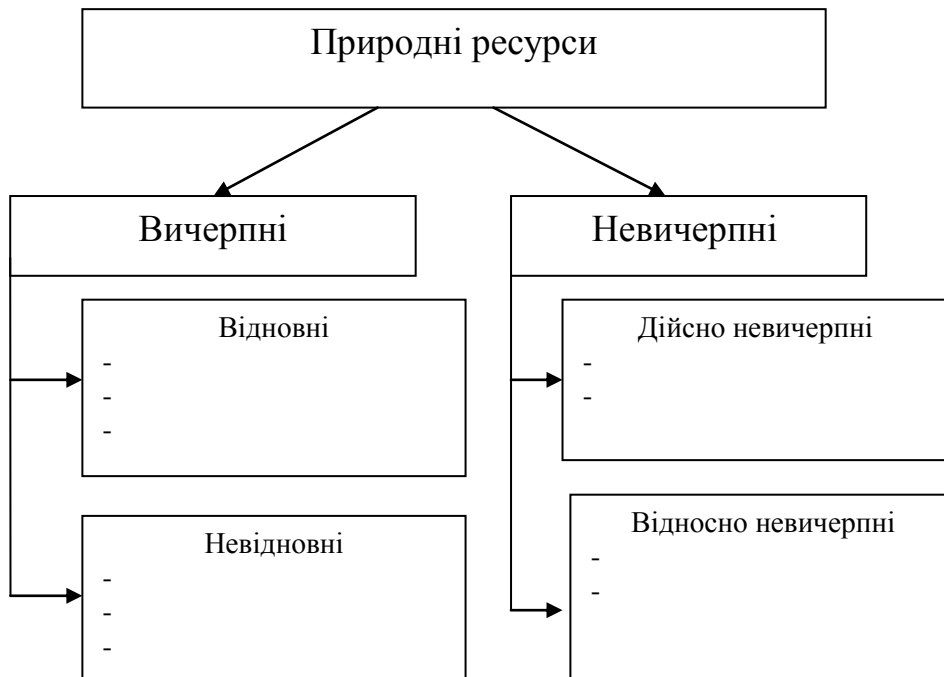 Природні ресурси
Вичерпні
Невичерпні
Відновні
-
-
-
Дійсно невичерпні
-
-
Невідновні
-
-
-
Відносно невичерпні
-
-